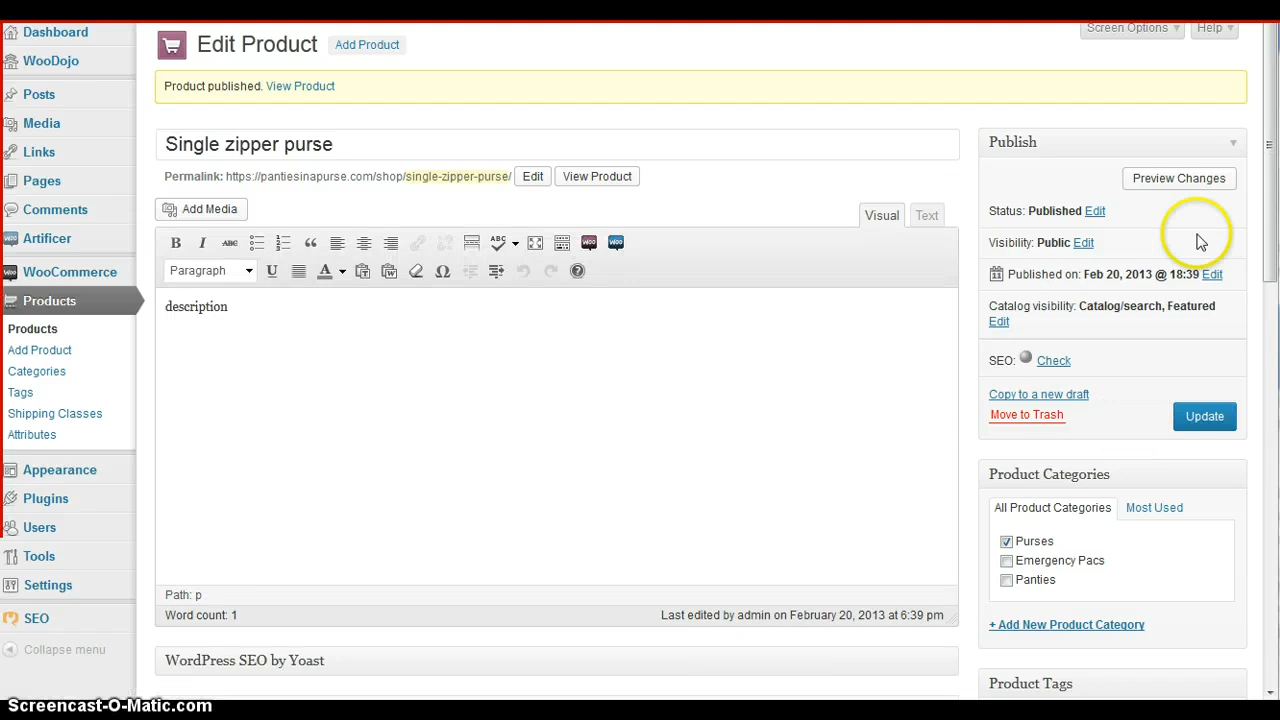 Dashboard
WooDojo
Posts
Media
Links
Pages
Comments
Artificer
WooCommerce
Products
Products
Add Product
Categories
Tags
Shipping Classes
Attributes
Appearance
Plugins
Users
Tools
Settings
SEO
Collapse menu
Screen Options Help
Edit Product Add Product
Product published. View Product
Single zipper purse
Permalink: https://pantiesinapurse.com/shop/single-zipper-purse/ Edit View Product
Add Media
Visual Text
B I ABC ABC
Paragraph U A
description
Path: p
Word count: 1 Last edited by admin on February 20, 2013 at 6:39 pm
WordPress SEO by Yoast
Publish
Preview Changes
Status: Published Edit
Visibility: Public Edit
Published on: Feb 20, 2013 @ 18:39 Edit
Catalog visibility: Catalog/search, Featured
Edit
SEO: Check
Copy to a new draft
Move to Trash
Update
Product Categories
All Product Categories Most Used
Purses
Emergency Pacs
Panties
+ Add New Product Category
Product Tags
Screencast-O-Matic.com